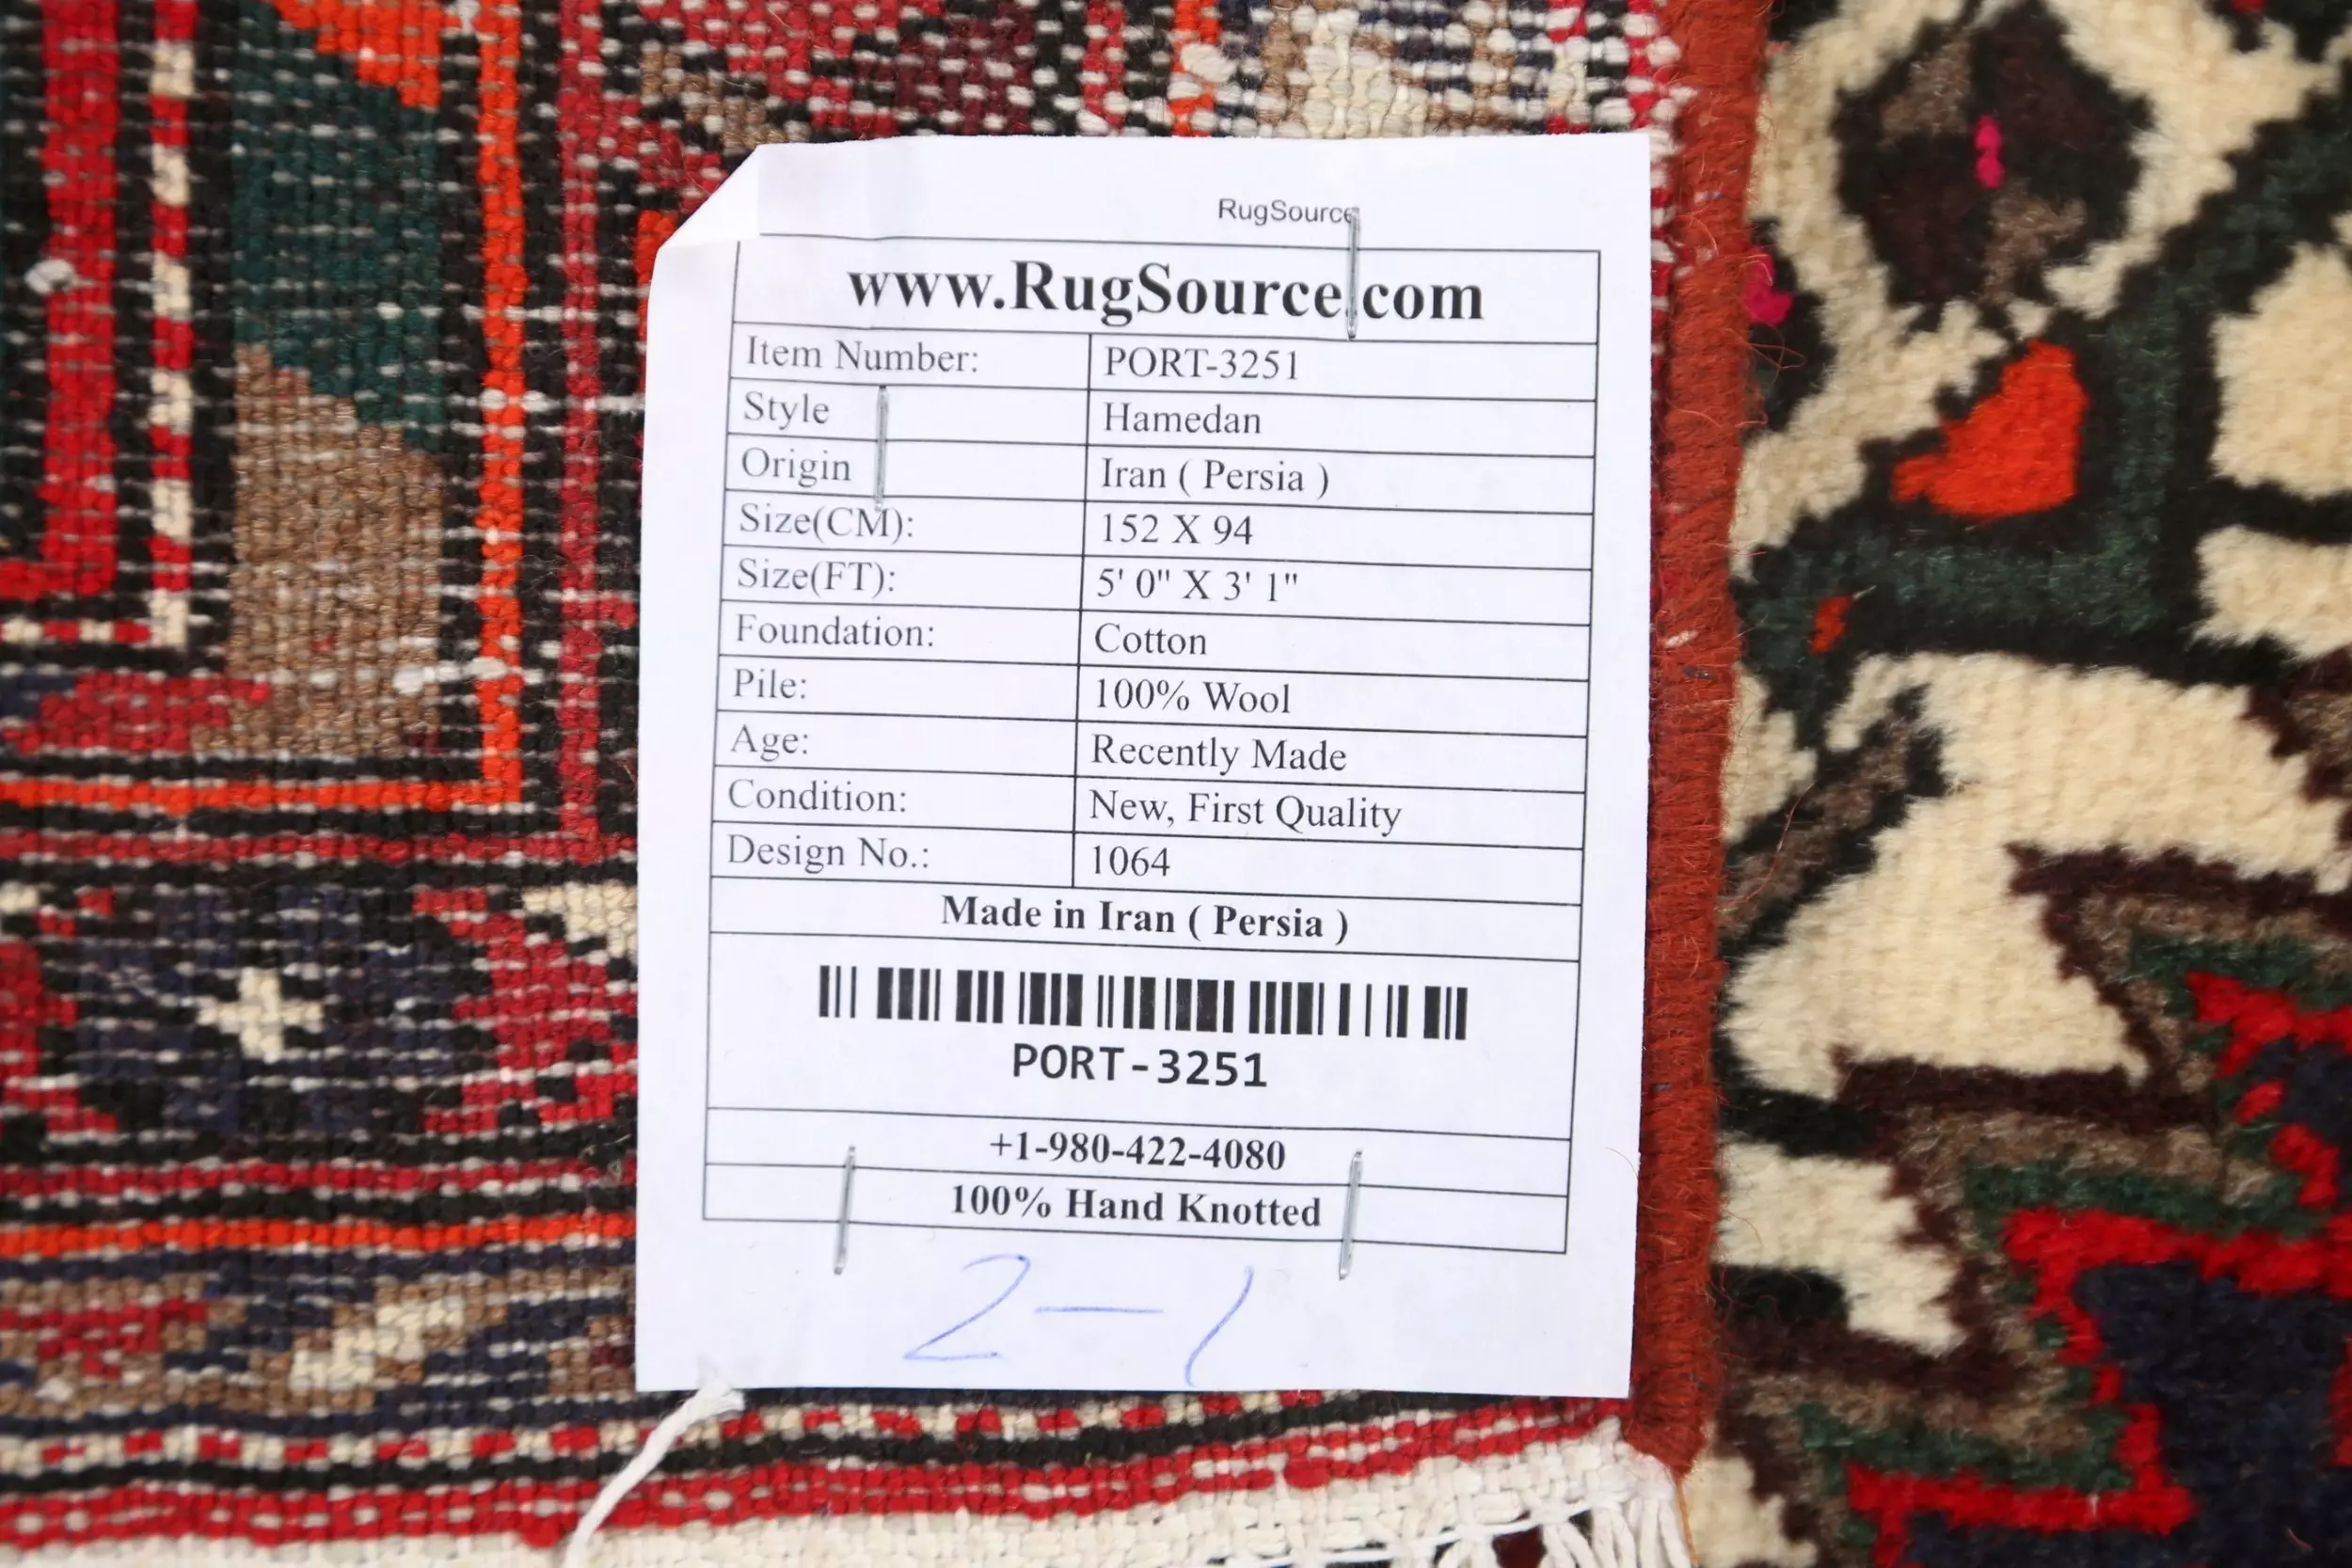 RugSource
www.RugSource.com
Item Number: PORT-3251
Style Hamedan
Origin Iran ( Persia )
Size(CM): 152 X 94
Size(FT): 5' 0" X 3' 1"
Foundation: Cotton
Pile: 100% Wool
Age: Recently Made
Condition: New, First Quality
Design No.: 1064
Made in Iran ( Persia )
PORT-3251
+1-980-422-4080
100% Hand Knotted
2-1